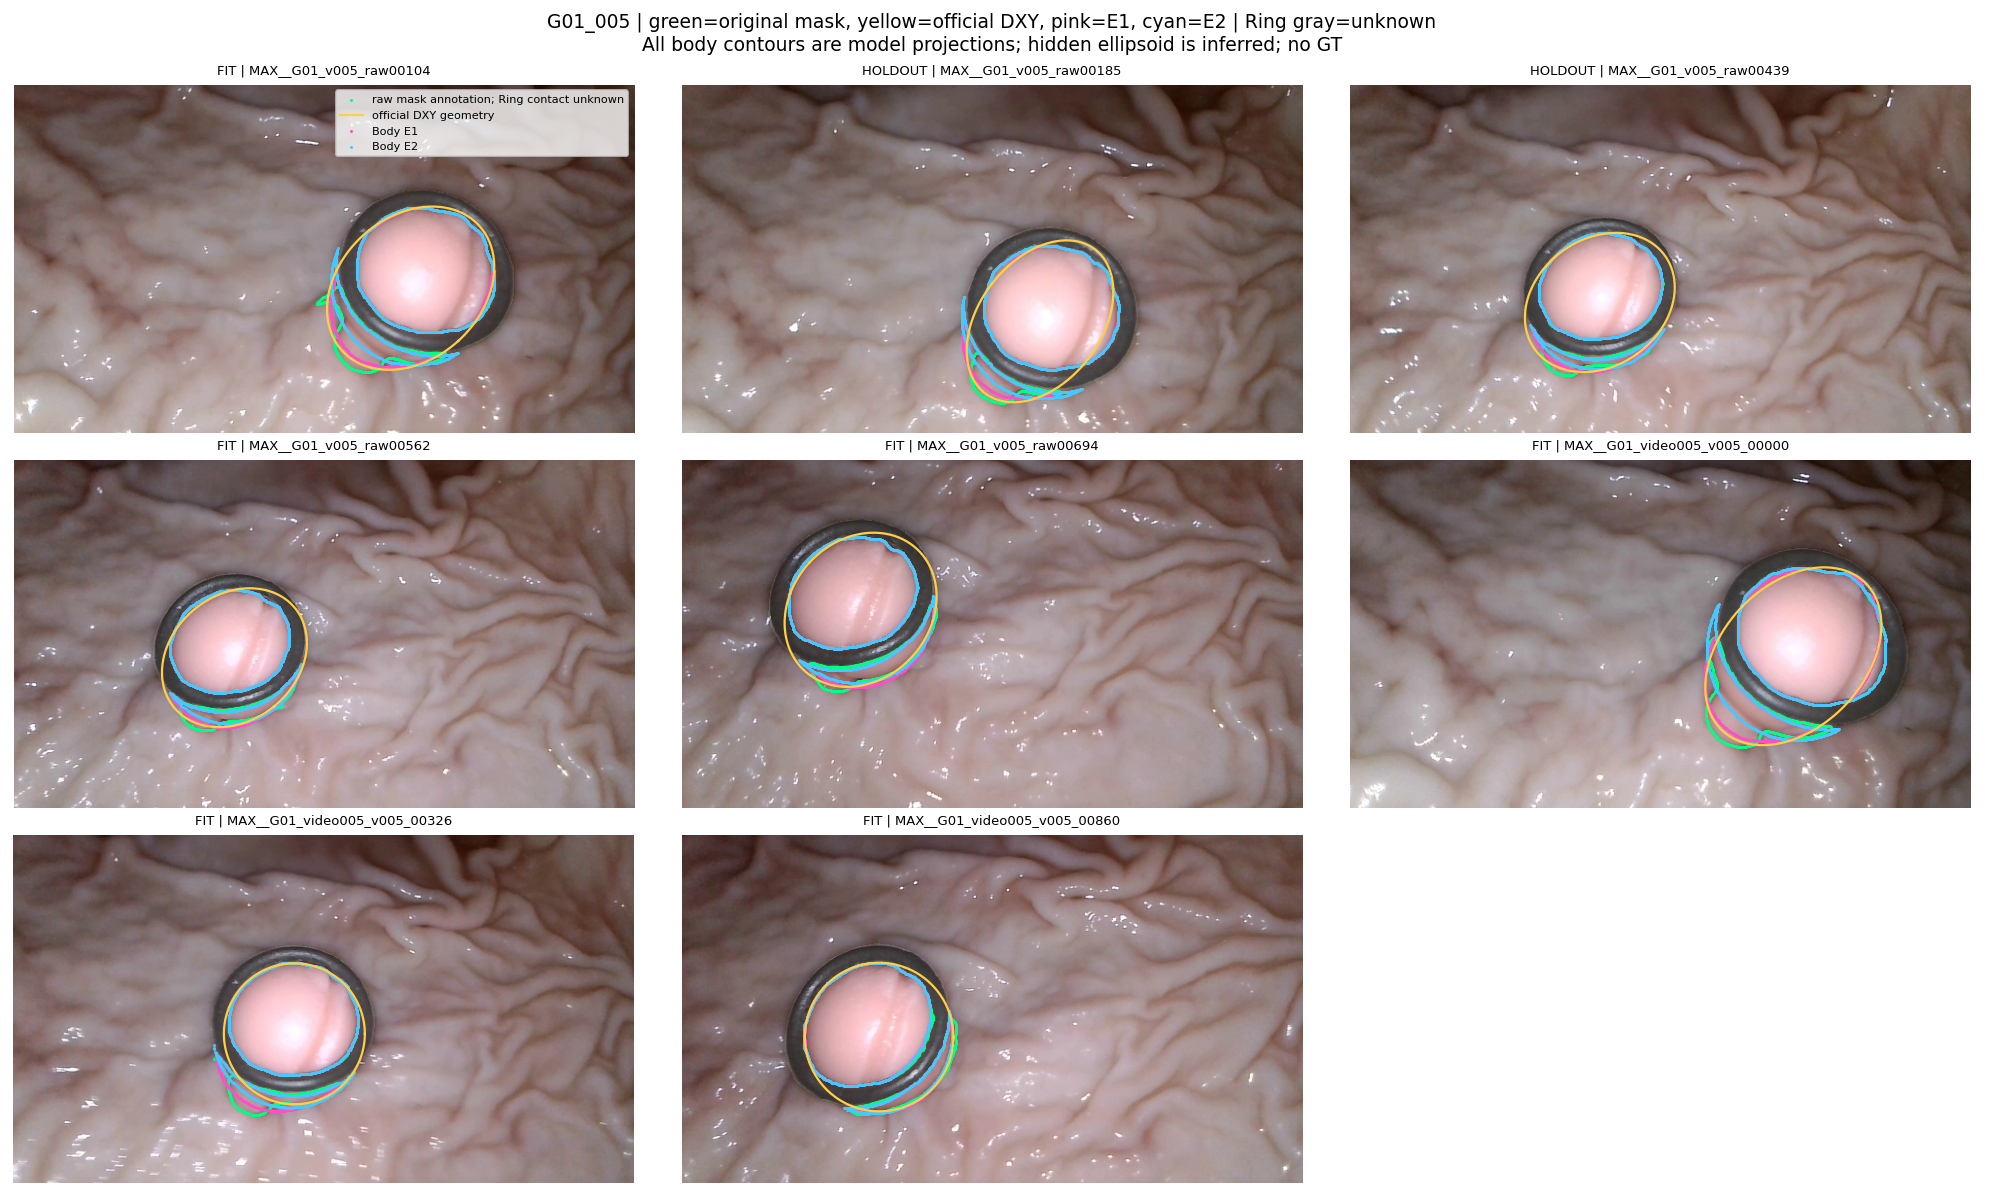 G01_005 | green=original mask, yellow=official DXY, pink=E1, cyan=E2 | Ring gray=unknown
All body contours are model projections; hidden ellipsoid is inferred; no GT
FIT | MAX__G01_v005_raw00104
HOLDOUT | MAX__G01_v005_raw00185
HOLDOUT | MAX__G01_v005_raw00439
raw mask annotation; Ring contact unknown
official DXY geometry
Body E1
Body E2
FIT | MAX__G01_v005_raw00562
FIT | MAX__G01_v005_raw00694
FIT | MAX__G01_video005_v005_00000
FIT | MAX__G01_video005_v005_00326
FIT | MAX__G01_video005_v005_00860